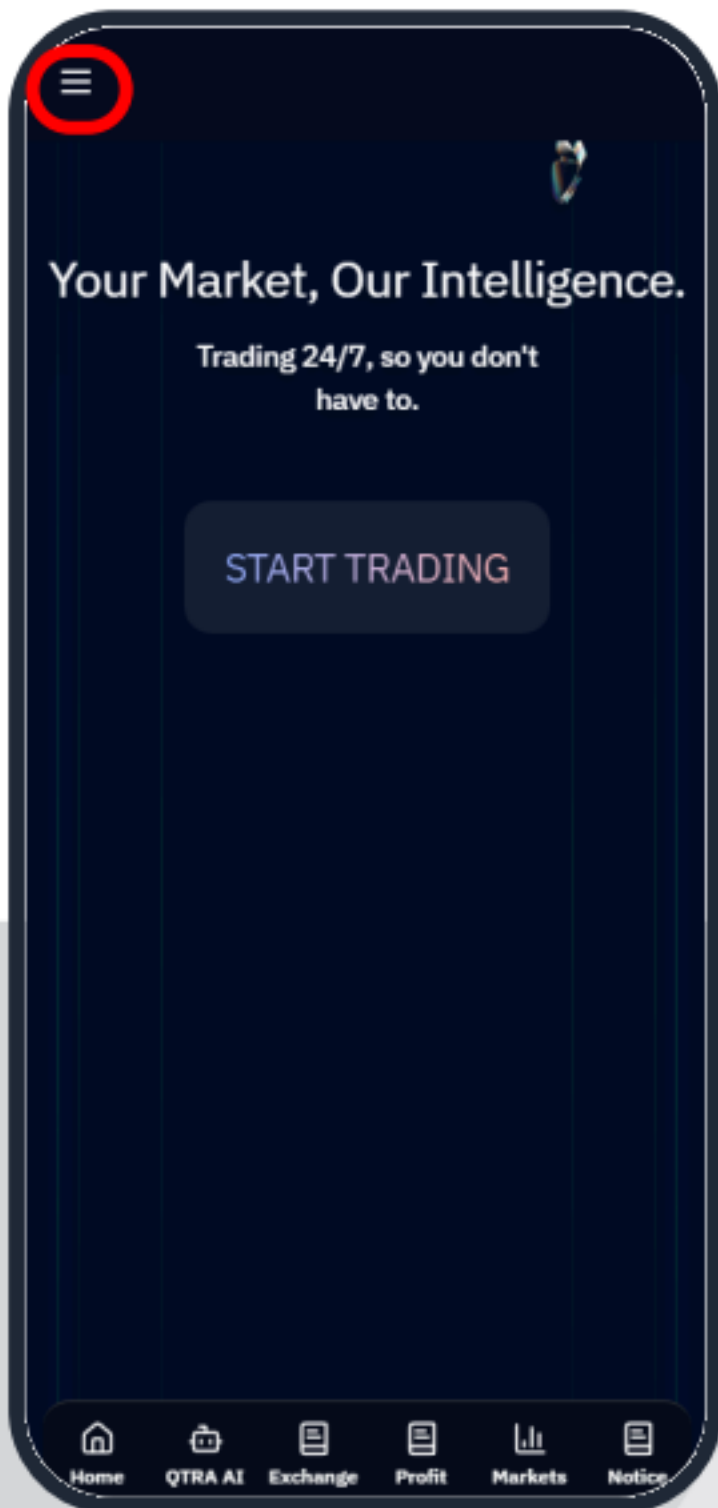 Your Market, Our Intelligence.
Trading 24/7, so you don't
have to.
START TRADING
Home QTRA AI Exchange Profit Markets Notice